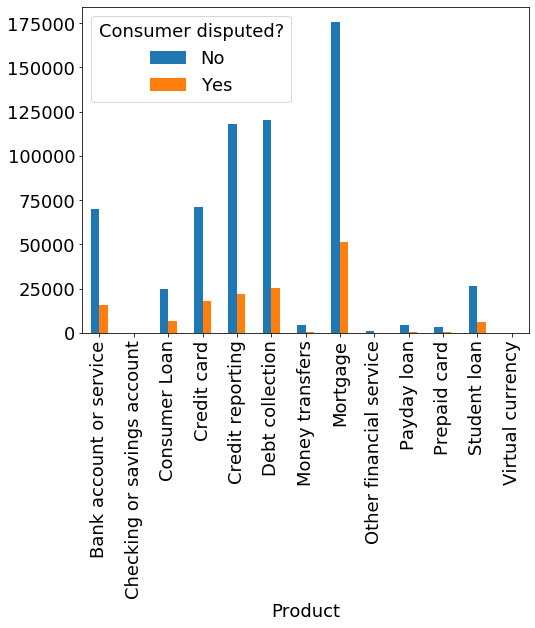 Consumer disputed?
No
Yes
175000
150000
125000
100000
75000
50000
25000
0
Bank account or service
Checking or savings account
Consumer Loan
Credit card
Credit reporting
Debt collection
Money transfers
Mortgage
Other financial service
Payday loan
Prepaid card
Student loan
Virtual currency
Product